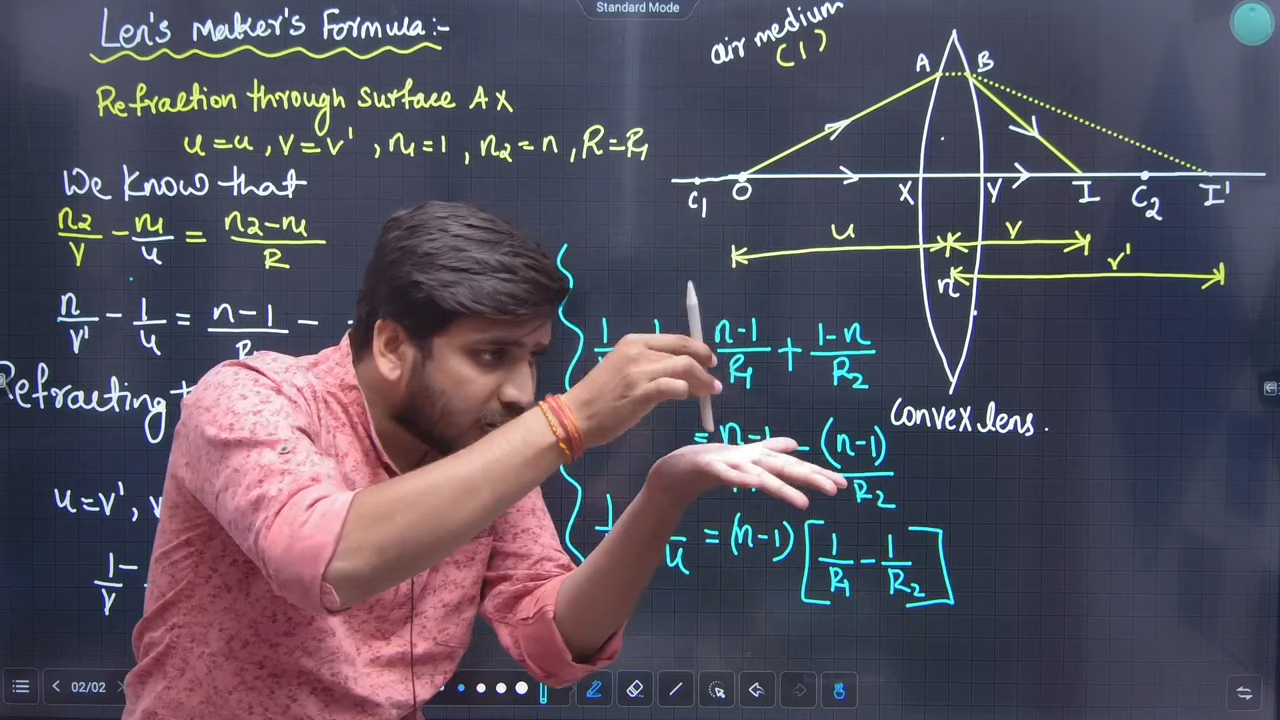 Standard Mode
Len's Maker's Formula:-
Refraction through surface AX
u=u, v=v', n₁=1, n₂=n, R=R₁
We know that
n₂/v - n₁/u = n₂-n₁/R
n/v' - 1/u = n-1/R -
Refracting
u=v', v
1/v -
air medium
(1)
A B
C₁ O X Y I C₂ I'
u v
v'
n
convex lens.
n-1/R₁ + 1-n/R₂
= n-1 - (n-1)/R₂
1/ u = (n-1) [1/R₁ - 1/R₂]
02/02